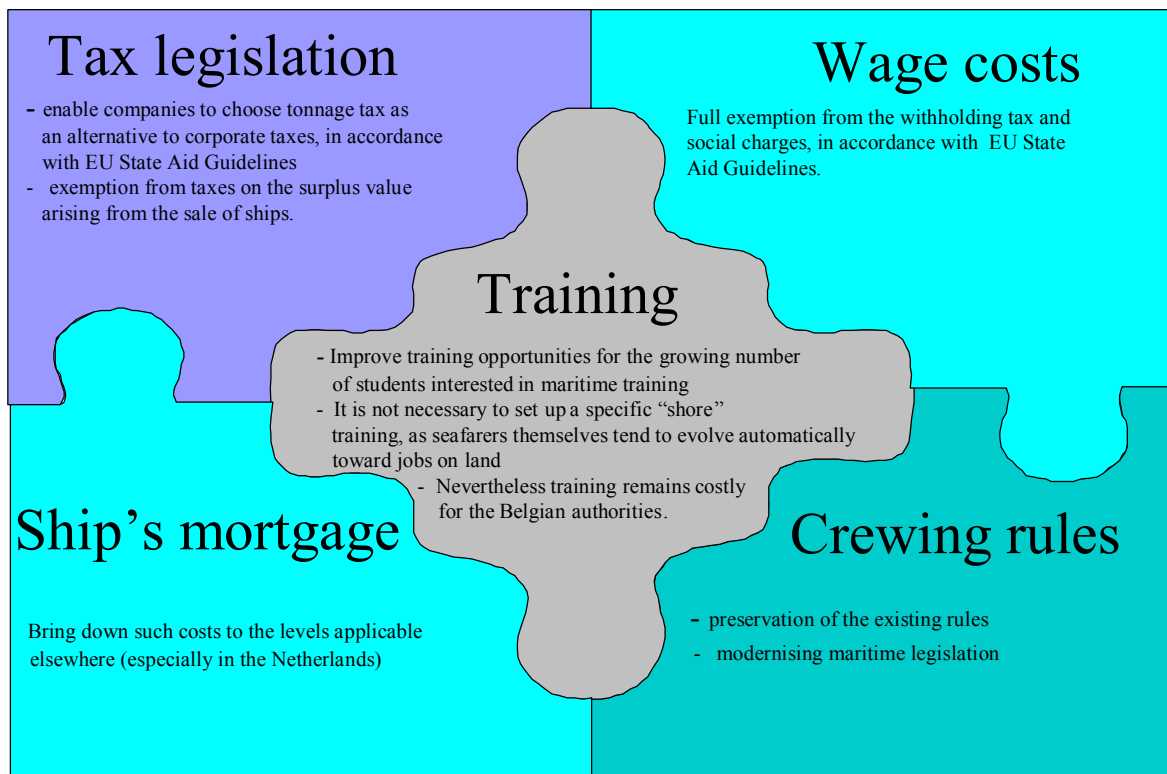 Tax legislation
- enable companies to choose tonnage tax as
an alternative to corporate taxes, in accordance
with EU State Aid Guidelines
- exemption from taxes on the surplus value
arising from the sale of ships.
Wage costs
Full exemption from the withholding tax and
social charges, in accordance with EU State
Aid Guidelines.
Training
- Improve training opportunities for the growing number
of students interested in maritime training
- It is not necessary to set up a specific “shore”
training, as seafarers themselves tend to evolve automatically
toward jobs on land
- Nevertheless training remains costly
for the Belgian authorities.
Ship’s mortgage
Bring down such costs to the levels applicable
elsewhere (especially in the Netherlands)
Crewing rules
- preservation of the existing rules
- modernising maritime legislation